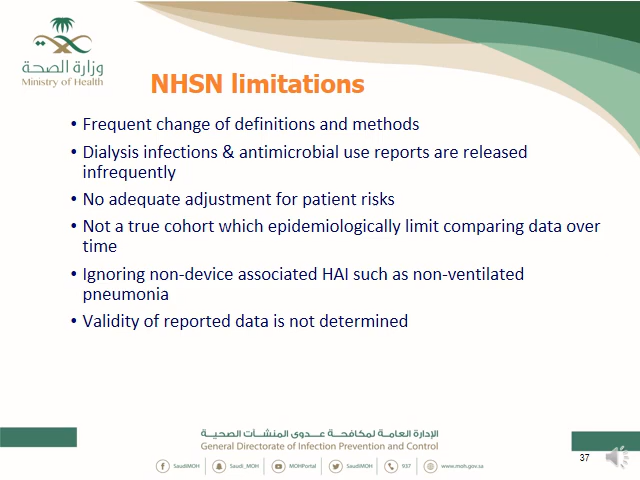 وزارة الصحة
Ministry of Health
NHSN limitations
• Frequent change of definitions and methods
• Dialysis infections & antimicrobial use reports are released
infrequently
• No adequate adjustment for patient risks
• Not a true cohort which epidemiologically limit comparing data over
time
• Ignoring non-device associated HAI such as non-ventilated
pneumonia
• Validity of reported data is not determined
الإدارة العامة لمكافحة عدوى المنشآت الصحية
General Directorate of Infection Prevention and Control
SaudiMOH Saudi_MOH MOHPortal SaudiMOH 937 www.moh.gov.sa
37